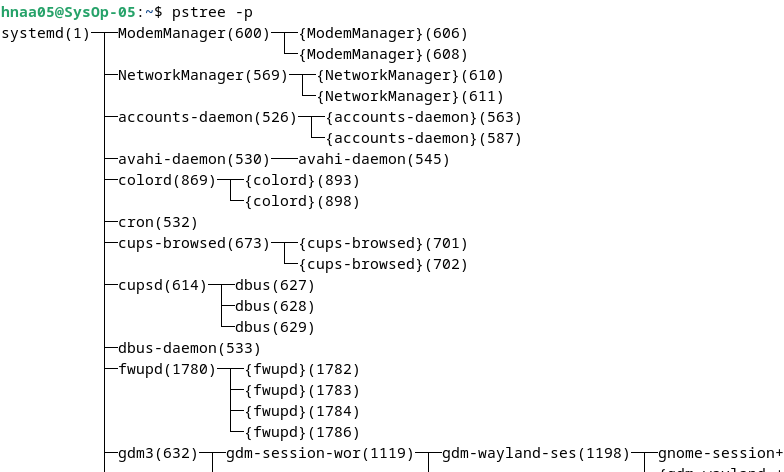 hnaa05@SysOp-05:~$ pstree -p
systemd(1)─┬─ModemManager(600)─┬─{ModemManager}(606)
           │                   └─{ModemManager}(608)
           ├─NetworkManager(569)─┬─{NetworkManager}(610)
           │                     └─{NetworkManager}(611)
           ├─accounts-daemon(526)─┬─{accounts-daemon}(563)
           │                      └─{accounts-daemon}(587)
           ├─avahi-daemon(530)───avahi-daemon(545)
           ├─colord(869)─┬─{colord}(893)
           │             └─{colord}(898)
           ├─cron(532)
           ├─cups-browsed(673)─┬─{cups-browsed}(701)
           │                   └─{cups-browsed}(702)
           ├─cupsd(614)─┬─dbus(627)
           │            ├─dbus(628)
           │            └─dbus(629)
           ├─dbus-daemon(533)
           ├─fwupd(1780)─┬─{fwupd}(1782)
           │             ├─{fwupd}(1783)
           │             ├─{fwupd}(1784)
           │             └─{fwupd}(1786)
           ├─gdm3(632)─┬─gdm-session-wor(1119)─┬─gdm-wayland-ses(1198)─┬─gnome-session